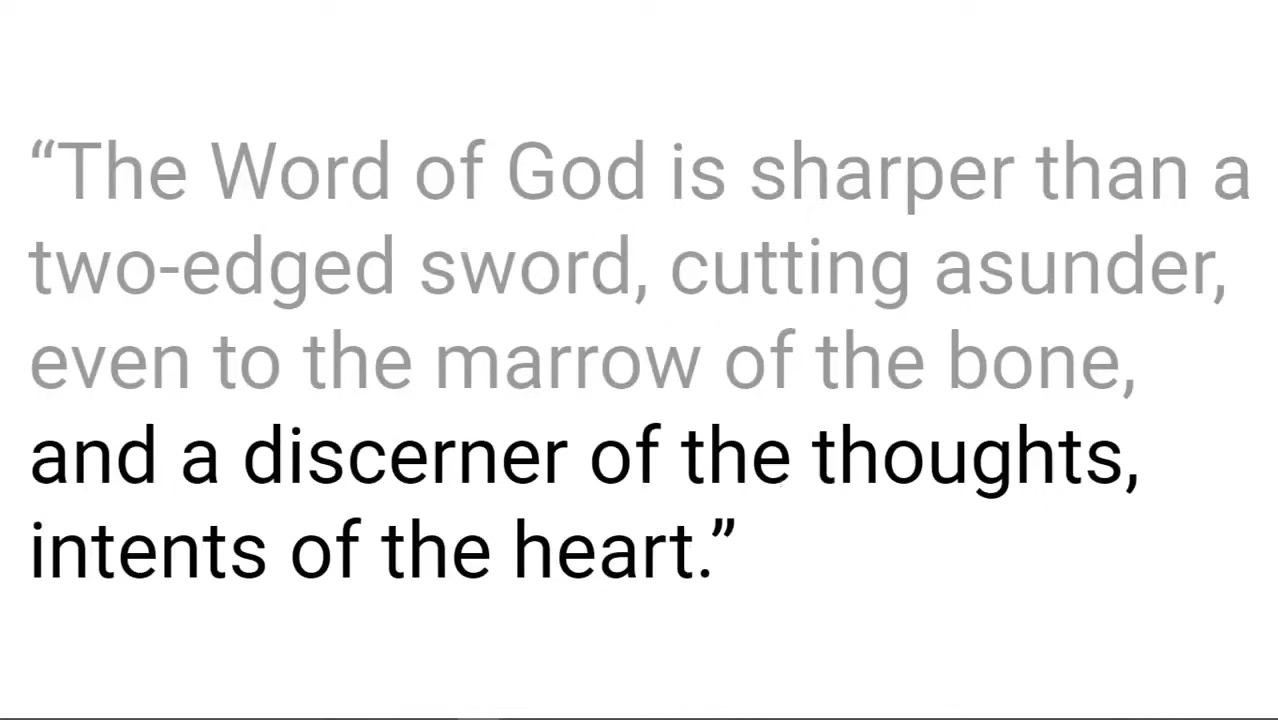 “The Word of God is sharper than a
two-edged sword, cutting asunder,
even to the marrow of the bone,
and a discerner of the thoughts,
intents of the heart.”